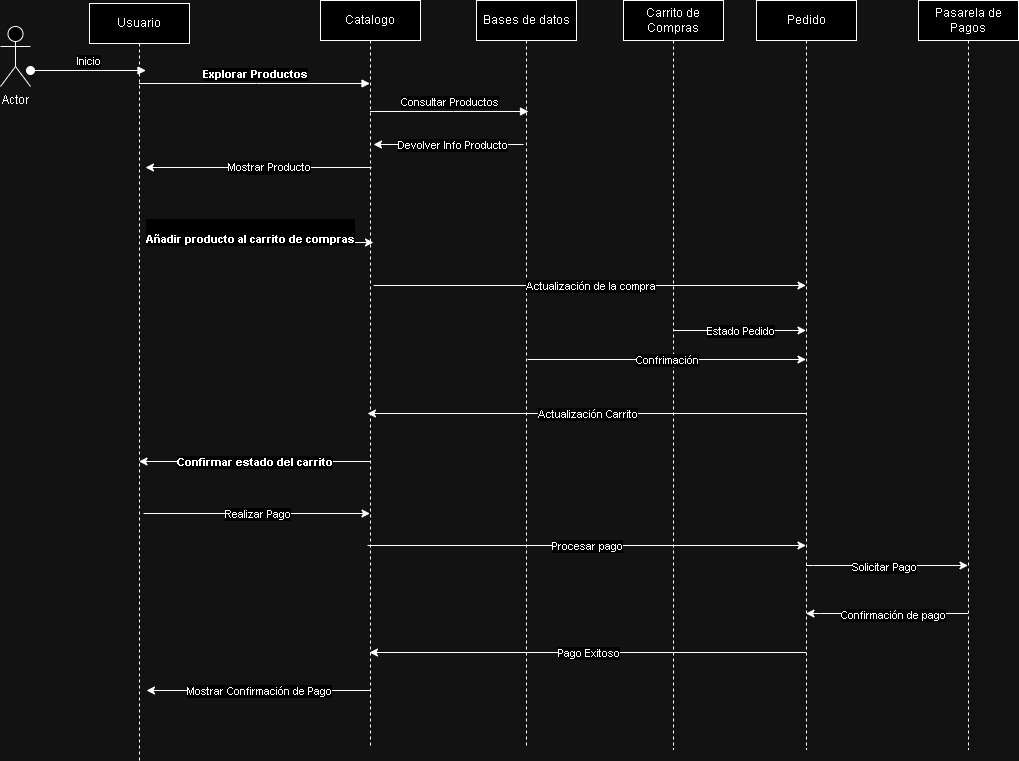 Usuario
Catalogo
Bases de datos
Carrito de
Compras
Pedido
Pasarela de
Pagos
Inicio
Actor
Explorar Productos
Consultar Productos
Devolver Info Producto
Mostrar Producto
Añadir producto al carrito de compras
Actualización de la compra
Estado Pedido
Confrimación
Actualización Carrito
Confirmar estado del carrito
Realizar Pago
Procesar pago
Solicitar Pago
Confirmación de pago
Pago Exitoso
Mostrar Confirmación de Pago